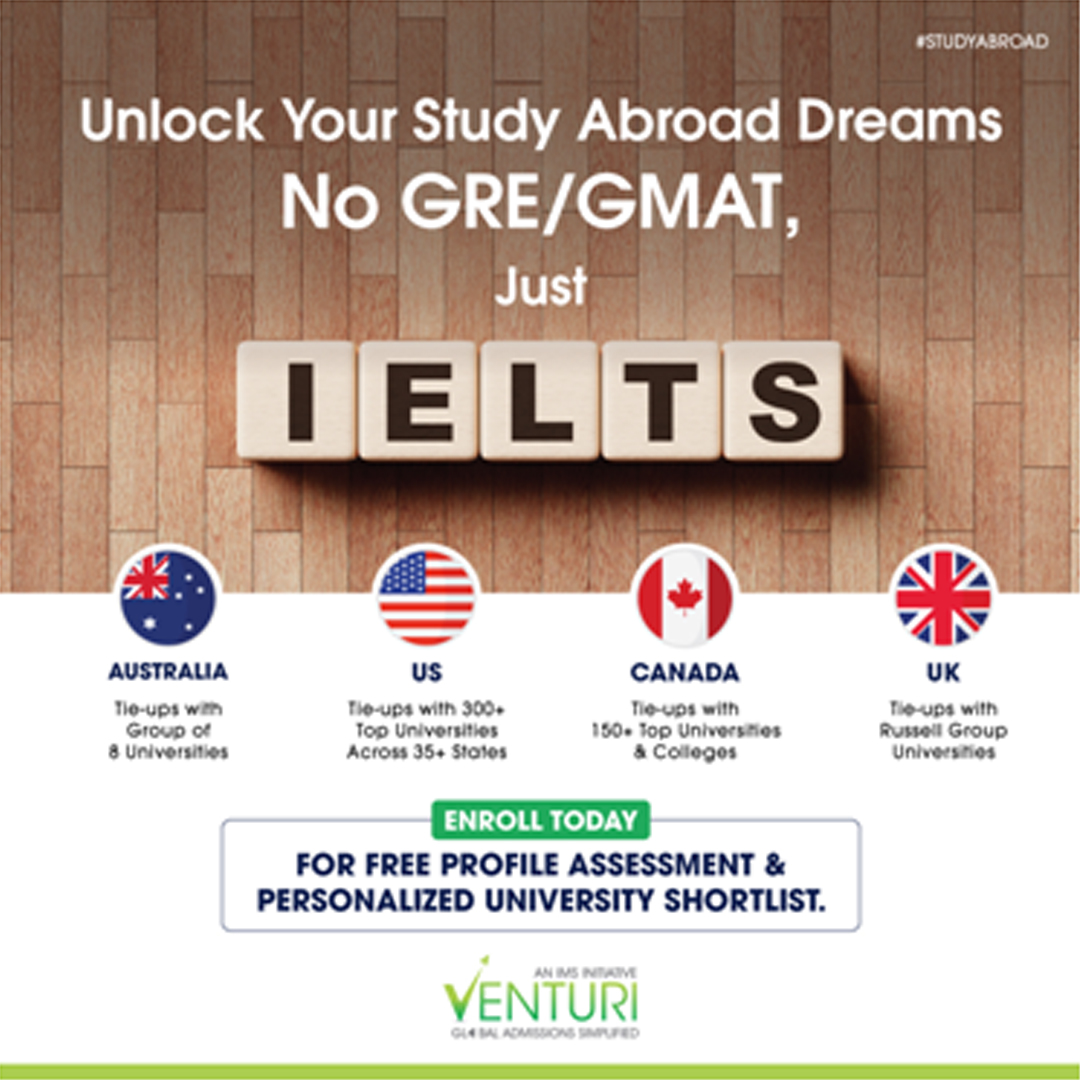 #STUDYABROAD
Unlock Your Study Abroad Dreams
No GRE/GMAT,
Just
IELTS
AUSTRALIA
Tie-ups with
Group of
8 Universities
US
Tie-ups with 300+
Top Universities
Across 35+ States
CANADA
Tie-ups with
150+ Top Universities
& Colleges
UK
Tie-ups with
Russell Group
Universities
ENROLL TODAY
FOR FREE PROFILE ASSESSMENT &
PERSONALIZED UNIVERSITY SHORTLIST.
AN IMS INITIATIVE
VENTURI
GLOBAL ADMISSIONS SIMPLIFIED